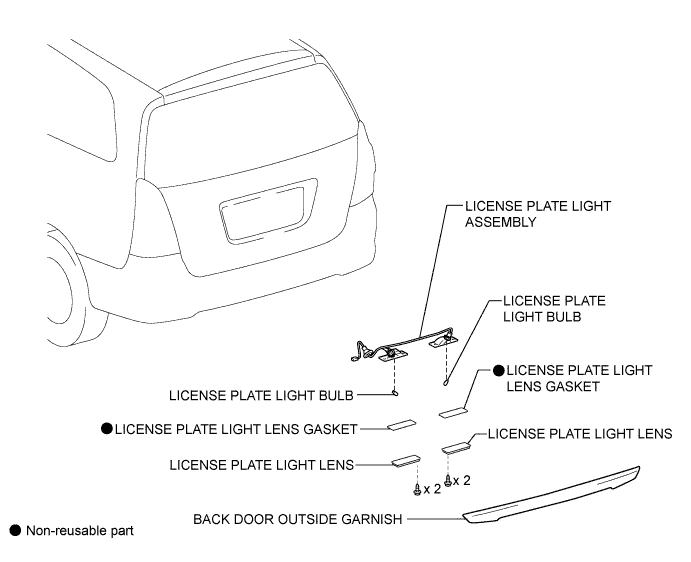 LICENSE PLATE LIGHT
ASSEMBLY
LICENSE PLATE
LIGHT BULB
LICENSE PLATE LIGHT
LENS GASKET
LICENSE PLATE LIGHT BULB
LICENSE PLATE LIGHT LENS GASKET
LICENSE PLATE LIGHT LENS
LICENSE PLATE LIGHT LENS
x 2
x 2
BACK DOOR OUTSIDE GARNISH
Non-reusable part